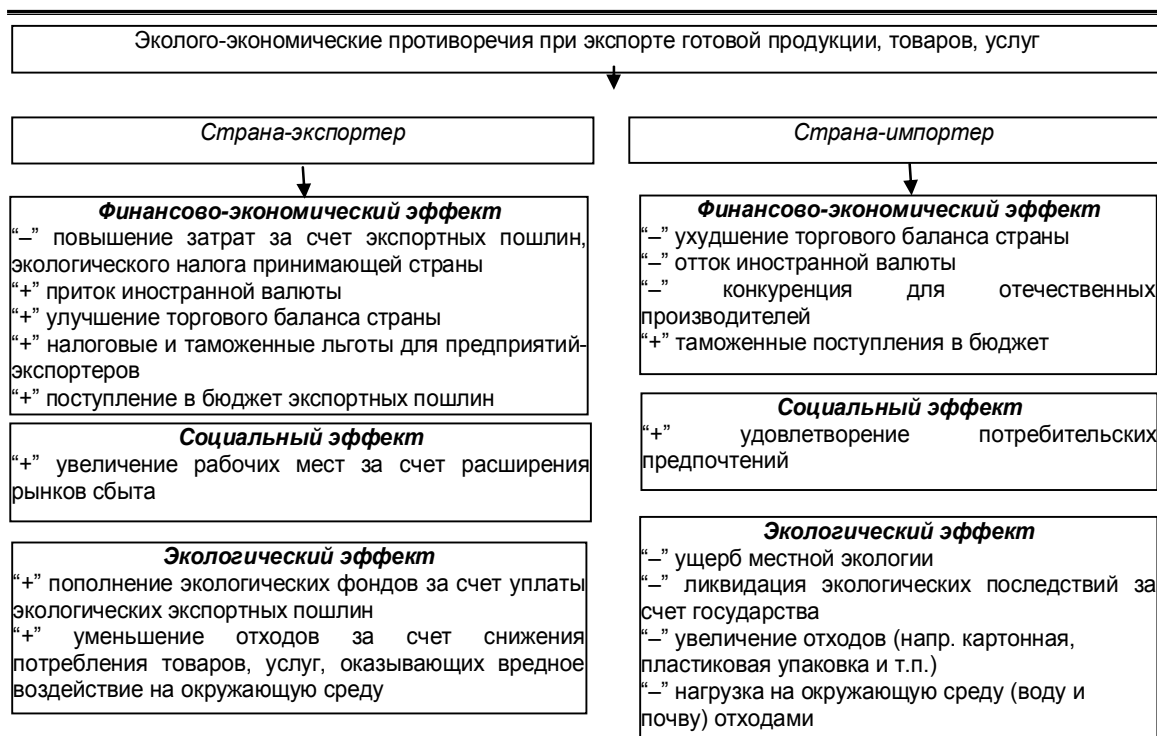 Эколого-экономические противоречия при экспорте готовой продукции, товаров, услуг
Страна-экспортер
Финансово-экономический эффект
“–” повышение затрат за счет экспортных пошлин,
экологического налога принимающей страны
“+” приток иностранной валюты
“+” улучшение торгового баланса страны
“+” налоговые и таможенные льготы для предприятий-
экспортеров
“+” поступление в бюджет экспортных пошлин
Социальный эффект
“+” увеличение рабочих мест за счет расширения
рынков сбыта
Экологический эффект
“+” пополнение экологических фондов за счет уплаты
экологических экспортных пошлин
“+” уменьшение отходов за счет снижения
потребления товаров, услуг, оказывающих вредное
воздействие на окружающую среду
Страна-импортер
Финансово-экономический эффект
“–” ухудшение торгового баланса страны
“–” отток иностранной валюты
“–” конкуренция для отечественных
производителей
“+” таможенные поступления в бюджет
Социальный эффект
“+” удовлетворение потребительских
предпочтений
Экологический эффект
“–” ущерб местной экологии
“–” ликвидация экологических последствий за
счет государства
“–” увеличение отходов (напр. картонная,
пластиковая упаковка и т.п.)
“–” нагрузка на окружающую среду (воду и
почву) отходами